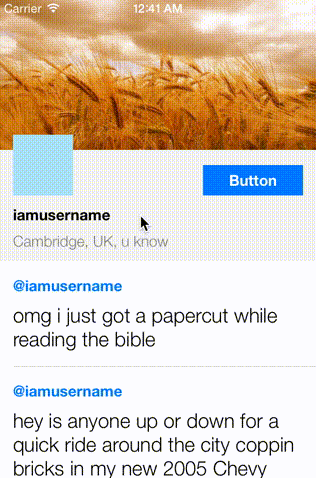 Carrier 12:41 AM
Button
iamusername
Cambridge, UK, u know
@iamusername
omg i just got a papercut while
reading the bible
@iamusername
hey is anyone up or down for a
quick ride around the city coppin
bricks in my new 2005 Chevy